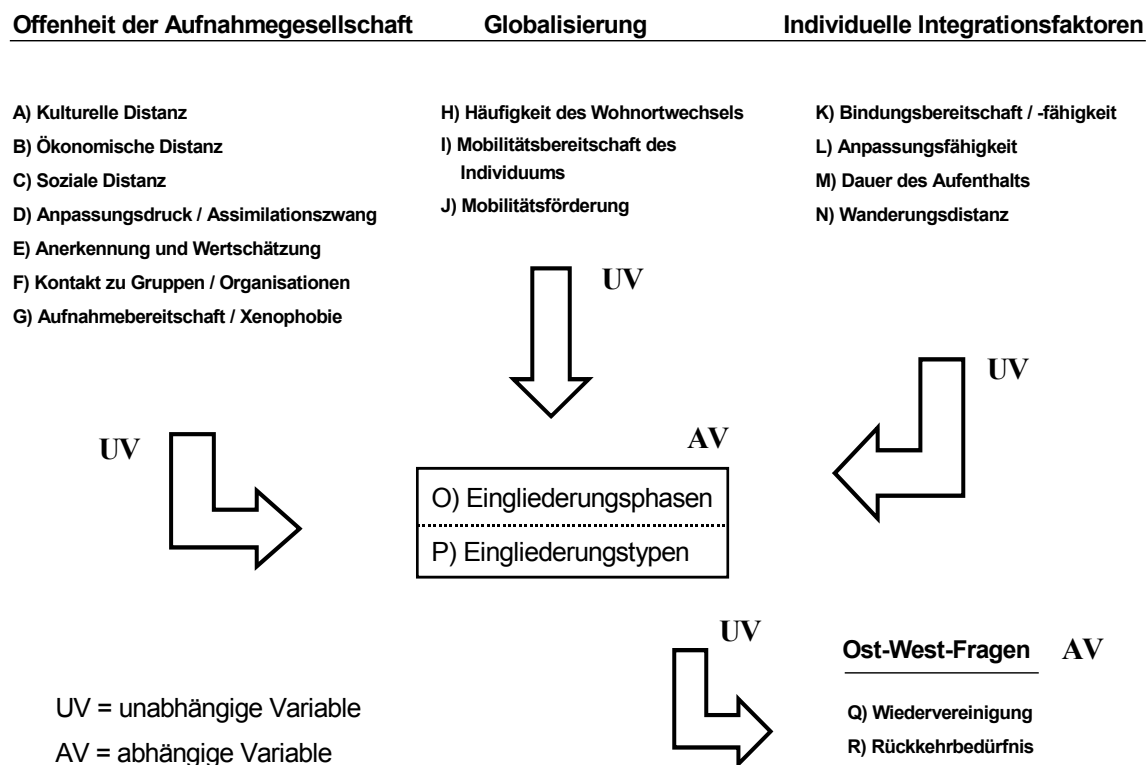 Offenheit der Aufnahmegesellschaft
A) Kulturelle Distanz
B) Ökonomische Distanz
C) Soziale Distanz
D) Anpassungsdruck / Assimilationszwang
E) Anerkennung und Wertschätzung
F) Kontakt zu Gruppen / Organisationen
G) Aufnahmebereitschaft / Xenophobie
UV
Globalisierung
H) Häufigkeit des Wohnortwechsels
I) Mobilitätsbereitschaft des
Individuums
J) Mobilitätsförderung
UV
Individuelle Integrationsfaktoren
K) Bindungsbereitschaft / -fähigkeit
L) Anpassungsfähigkeit
M) Dauer des Aufenthalts
N) Wanderungsdistanz
UV
AV
O) Eingliederungsphasen
P) Eingliederungstypen
UV
Ost-West-Fragen AV
Q) Wiedervereinigung
R) Rückkehrbedürfnis
UV = unabhängige Variable
AV = abhängige Variable